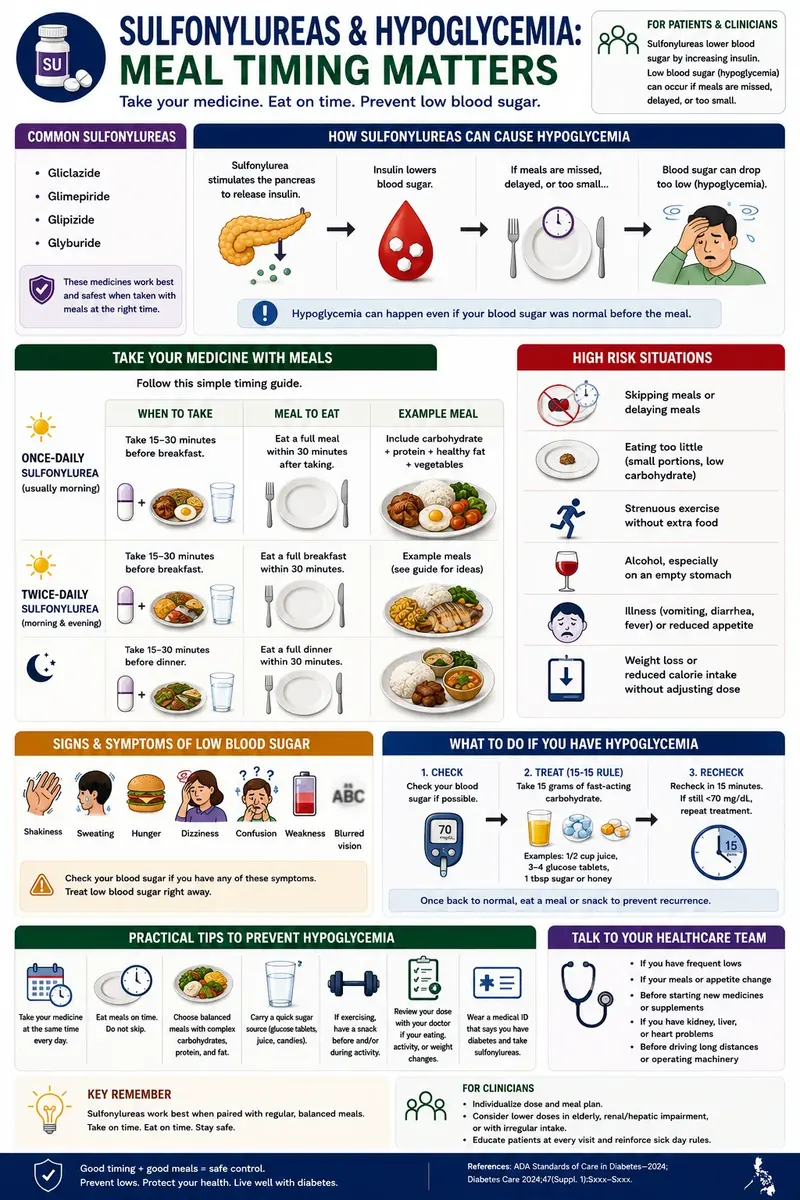 SU
SULFONYLUREAS & HYPOGLYCEMIA:
MEAL TIMING MATTERS
Take your medicine. Eat on time. Prevent low blood sugar.
FOR PATIENTS & CLINICIANS
Sulfonylureas lower blood
sugar by increasing insulin.
Low blood sugar (hypoglycemia)
can occur if meals are missed,
delayed, or too small.
COMMON SULFONYLUREAS
• Gliclazide
• Glimepiride
• Glipizide
• Glyburide
These medicines work best
and safest when taken with
meals at the right time.
HOW SULFONYLUREAS CAN CAUSE HYPOGLYCEMIA
Sulfonylurea
stimulates the pancreas
to release insulin.
Insulin lowers
blood sugar.
If meals are missed,
delayed, or too small...
Blood sugar can drop
too low (hypoglycemia).
!
Hypoglycemia can happen even if your blood sugar was normal before the meal.
TAKE YOUR MEDICINE WITH MEALS
Follow this simple timing guide.
WHEN TO TAKE
MEAL TO EAT
EXAMPLE MEAL
ONCE-DAILY
SULFONYLUREA
(usually morning)
Take 15–30 minutes
before breakfast.
+
Eat a full meal
within 30 minutes
after taking.
Include carbohydrate
+ protein + healthy fat
+ vegetables
TWICE-DAILY
SULFONYLUREA
(morning & evening)
Take 15–30 minutes
before breakfast.
+
Eat a full breakfast
within 30 minutes.
Example meals
(see guide for ideas)
Take 15–30 minutes
before dinner.
+
Eat a full dinner
within 30 minutes.
HIGH RISK SITUATIONS
Skipping meals or
delaying meals
Eating too little
(small portions, low
carbohydrate)
Strenuous exercise
without extra food
Alcohol, especially
on an empty stomach
Illness (vomiting, diarrhea,
fever) or reduced appetite
Weight loss or
reduced calorie intake
without adjusting dose
SIGNS & SYMPTOMS OF LOW BLOOD SUGAR
? ? ?
ABC
Shakiness
Sweating
Hunger
Dizziness
Confusion
Weakness
Blurred
vision
!
Check your blood sugar if you have any of these symptoms.
Treat low blood sugar right away.
WHAT TO DO IF YOU HAVE HYPOGLYCEMIA
1. CHECK
Check your blood
sugar if possible.
70
mg/dL
2. TREAT (15-15 RULE)
Take 15 grams of fast-acting
carbohydrate.
Examples: 1/2 cup juice,
3–4 glucose tablets,
1 tbsp sugar or honey
3. RECHECK
Recheck in 15 minutes.
If still <70 mg/dL,
repeat treatment.
15
Once back to normal, eat a meal or snack to prevent recurrence.
PRACTICAL TIPS TO PREVENT HYPOGLYCEMIA
Take your medicine
at the same time
every day.
Eat meals on time.
Do not skip.
Choose balanced
meals with complex
carbohydrates,
protein, and fat.
Carry a quick sugar
source (glucose tablets,
juice, candies).
If exercising,
have a snack
before and/or
during activity.
Review your dose
with your doctor
if your eating,
activity, or weight
changes.
Wear a medical ID
that says you have
diabetes and take
sulfonylureas.
TALK TO YOUR HEALTHCARE TEAM
• If you have frequent lows
• If your meals or appetite change
• Before starting new medicines
or supplements
• If you have kidney, liver,
or heart problems
• Before driving long distances
or operating machinery
KEY REMEMBER
Sulfonylureas work best when paired with regular, balanced meals.
Take on time. Eat on time. Stay safe.
FOR CLINICIANS
• Individualize dose and meal plan.
• Consider lower doses in elderly, renal/hepatic impairment,
or with irregular intake.
• Educate patients at every visit and reinforce sick day rules.
Good timing + good meals = safe control.
Prevent lows. Protect your health. Live well with diabetes.
References: ADA Standards of Care in Diabetes—2024;
Diabetes Care 2024;47(Suppl. 1):Sxxx–Sxxx.